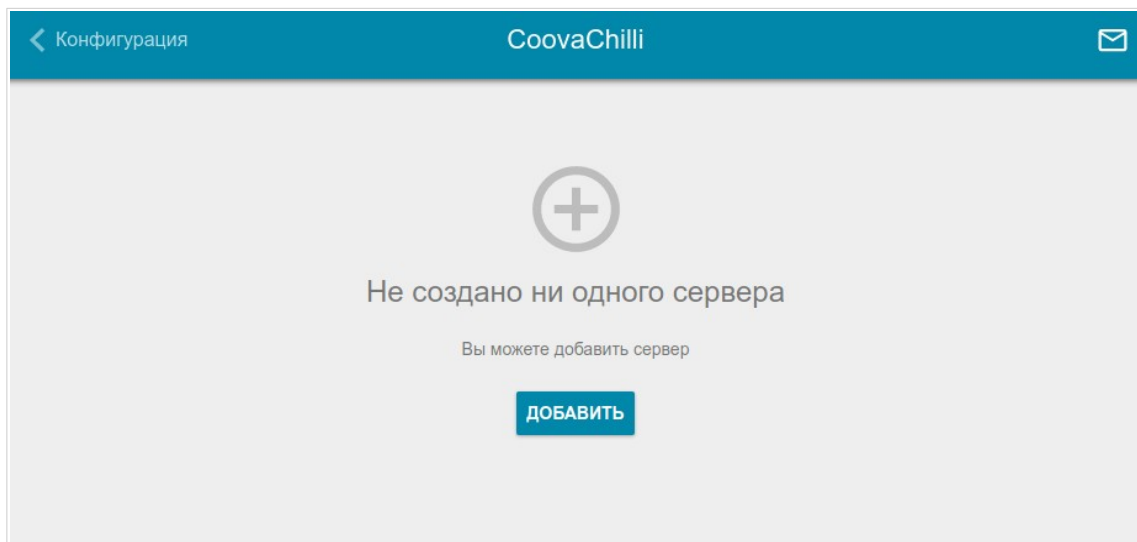 Конфигурация
CoovaChilli
Не создано ни одного сервера
Вы можете добавить сервер
ДОБАВИТЬ